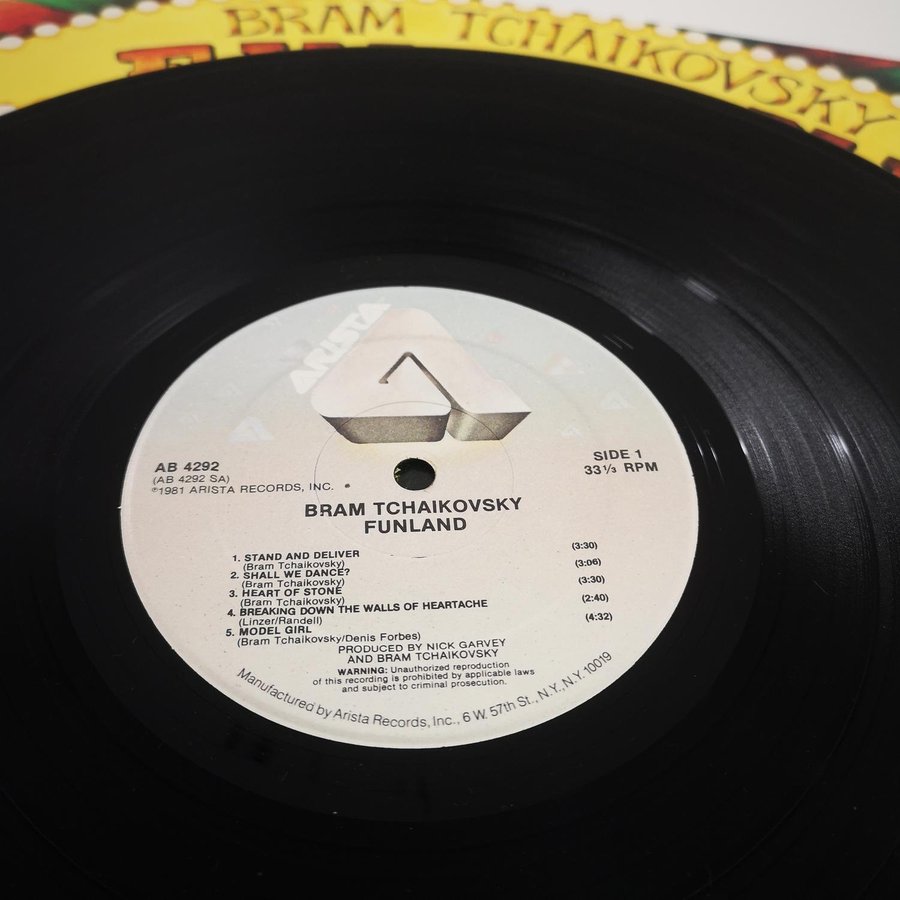 BRAM TCHAIKOVSKY
ARISTA
AB 4292
(AB 4292 SA)
℗1981 ARISTA RECORDS, INC.
SIDE 1
33⅓ RPM
BRAM TCHAIKOVSKY
FUNLAND
1. STAND AND DELIVER (3:30)
(Bram Tchaikovsky)
2. SHALL WE DANCE? (3:06)
(Bram Tchaikovsky)
3. HEART OF STONE (3:30)
(Bram Tchaikovsky)
4. BREAKING DOWN THE WALLS OF HEARTACHE (2:40)
(Linzer/Randell)
5. MODEL GIRL (4:32)
(Bram Tchaikovsky/Denis Forbes)
PRODUCED BY NICK GARVEY
AND BRAM TCHAIKOVSKY
WARNING: Unauthorized reproduction
of this recording is prohibited by applicable laws
and subject to criminal prosecution.
Manufactured by Arista Records, Inc., 6 W. 57th St., N.Y., N.Y. 10019